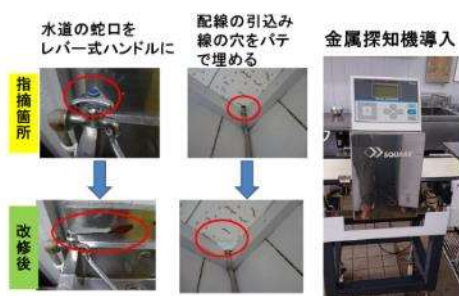 水道の蛇口を
レバー式ハンドルに
配線の引込み
線の穴をパテ
で埋める
金属探知機導入
指摘箇所
改修後